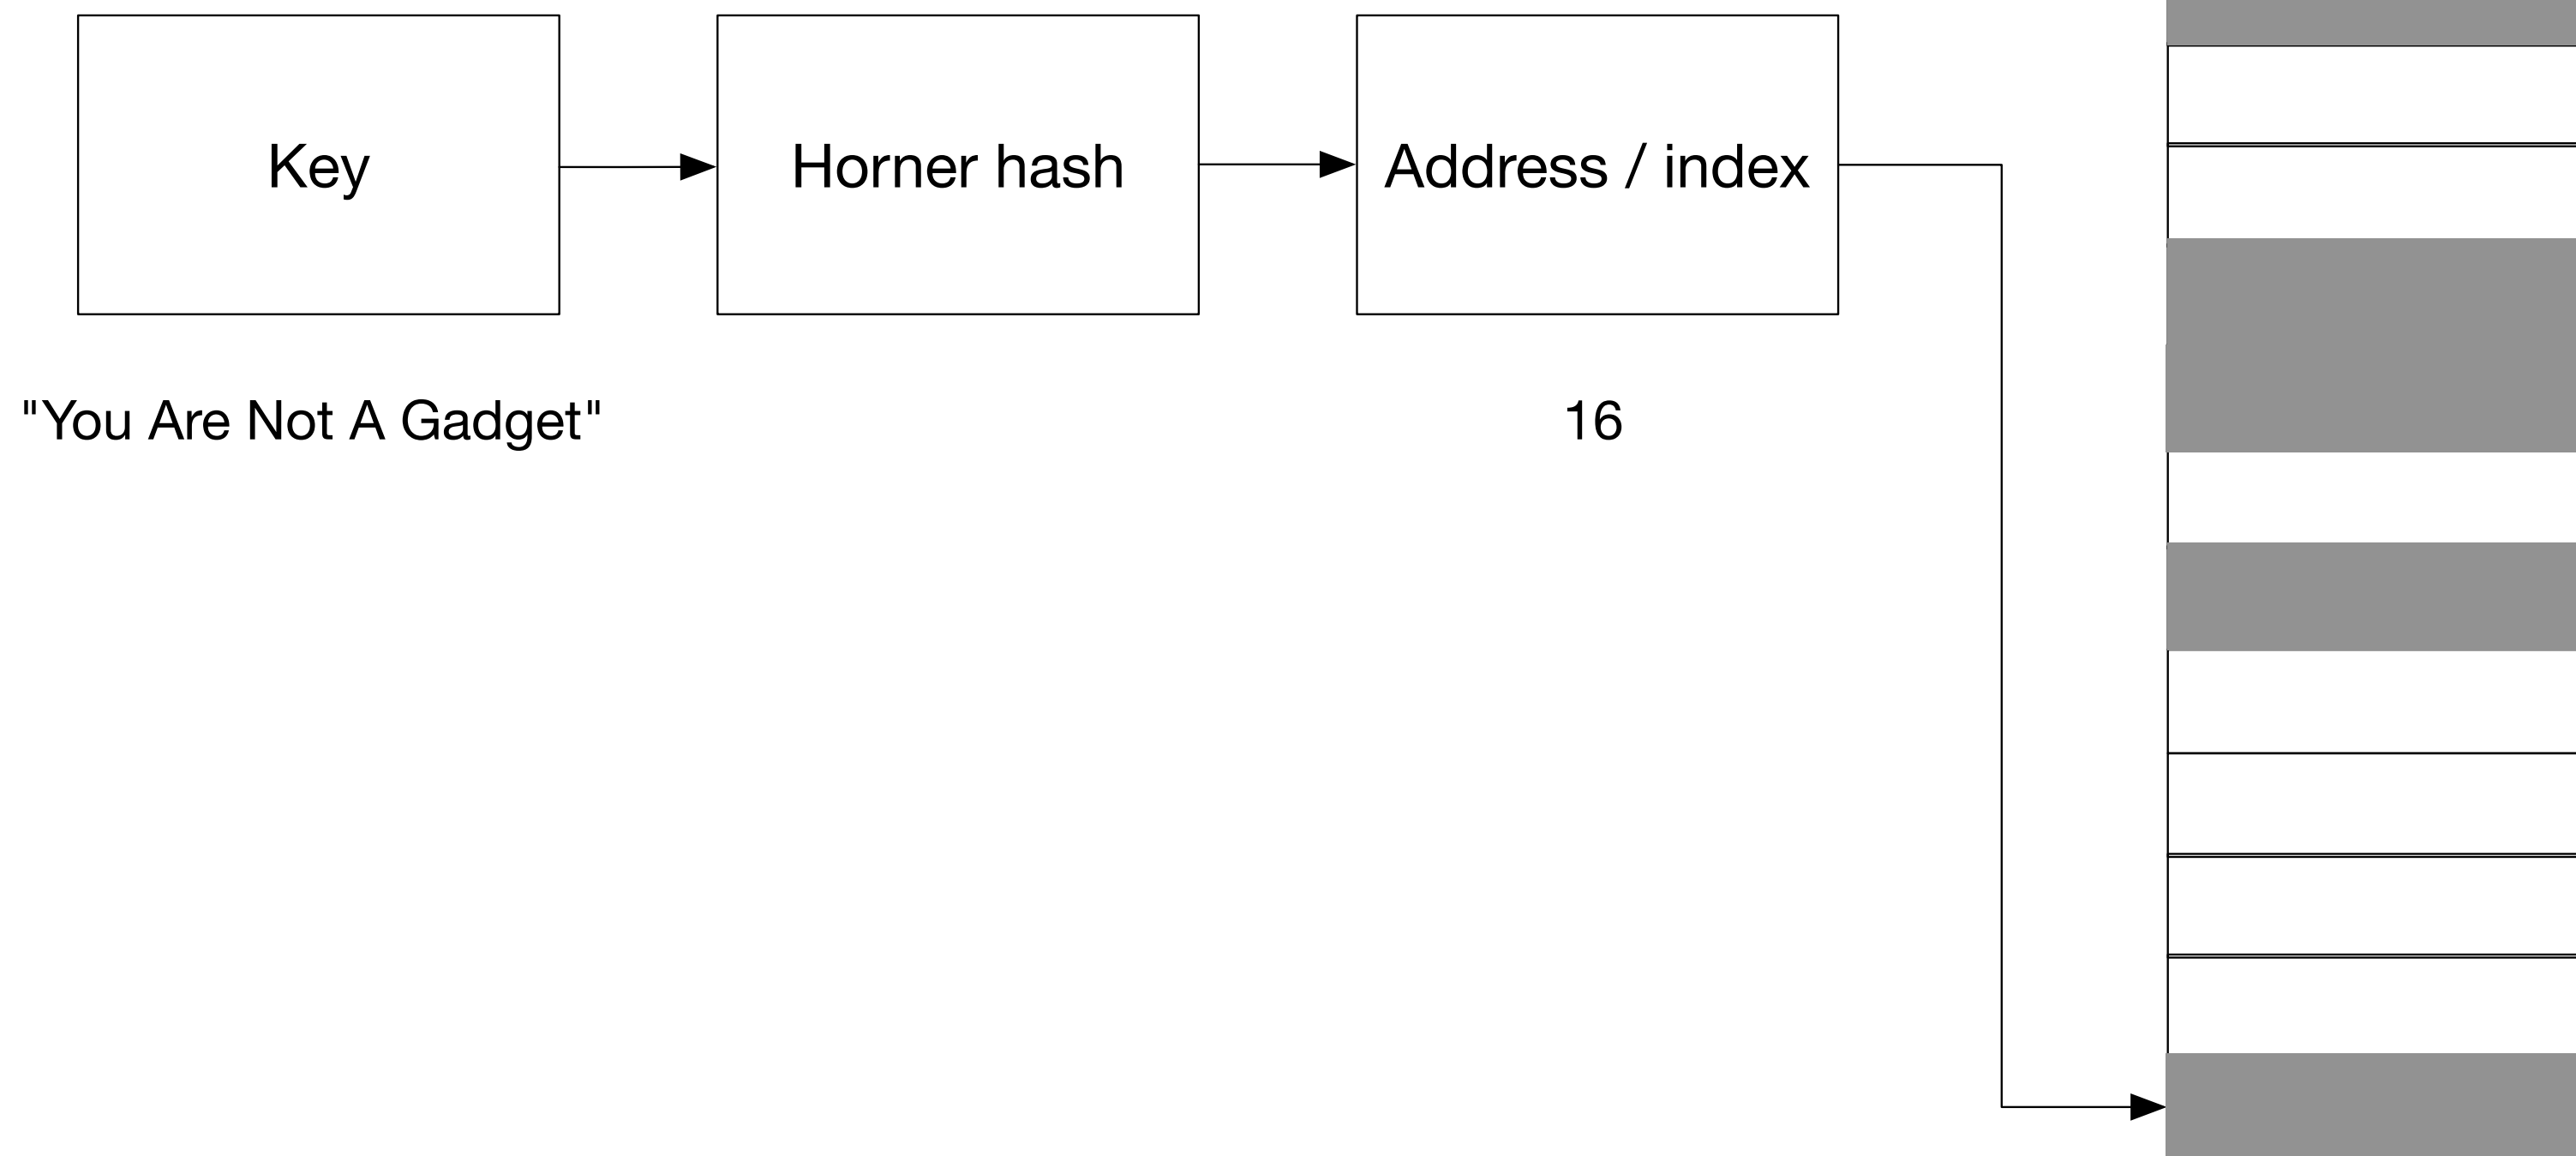 Key
Horner hash
Address / index
"You Are Not A Gadget"
16